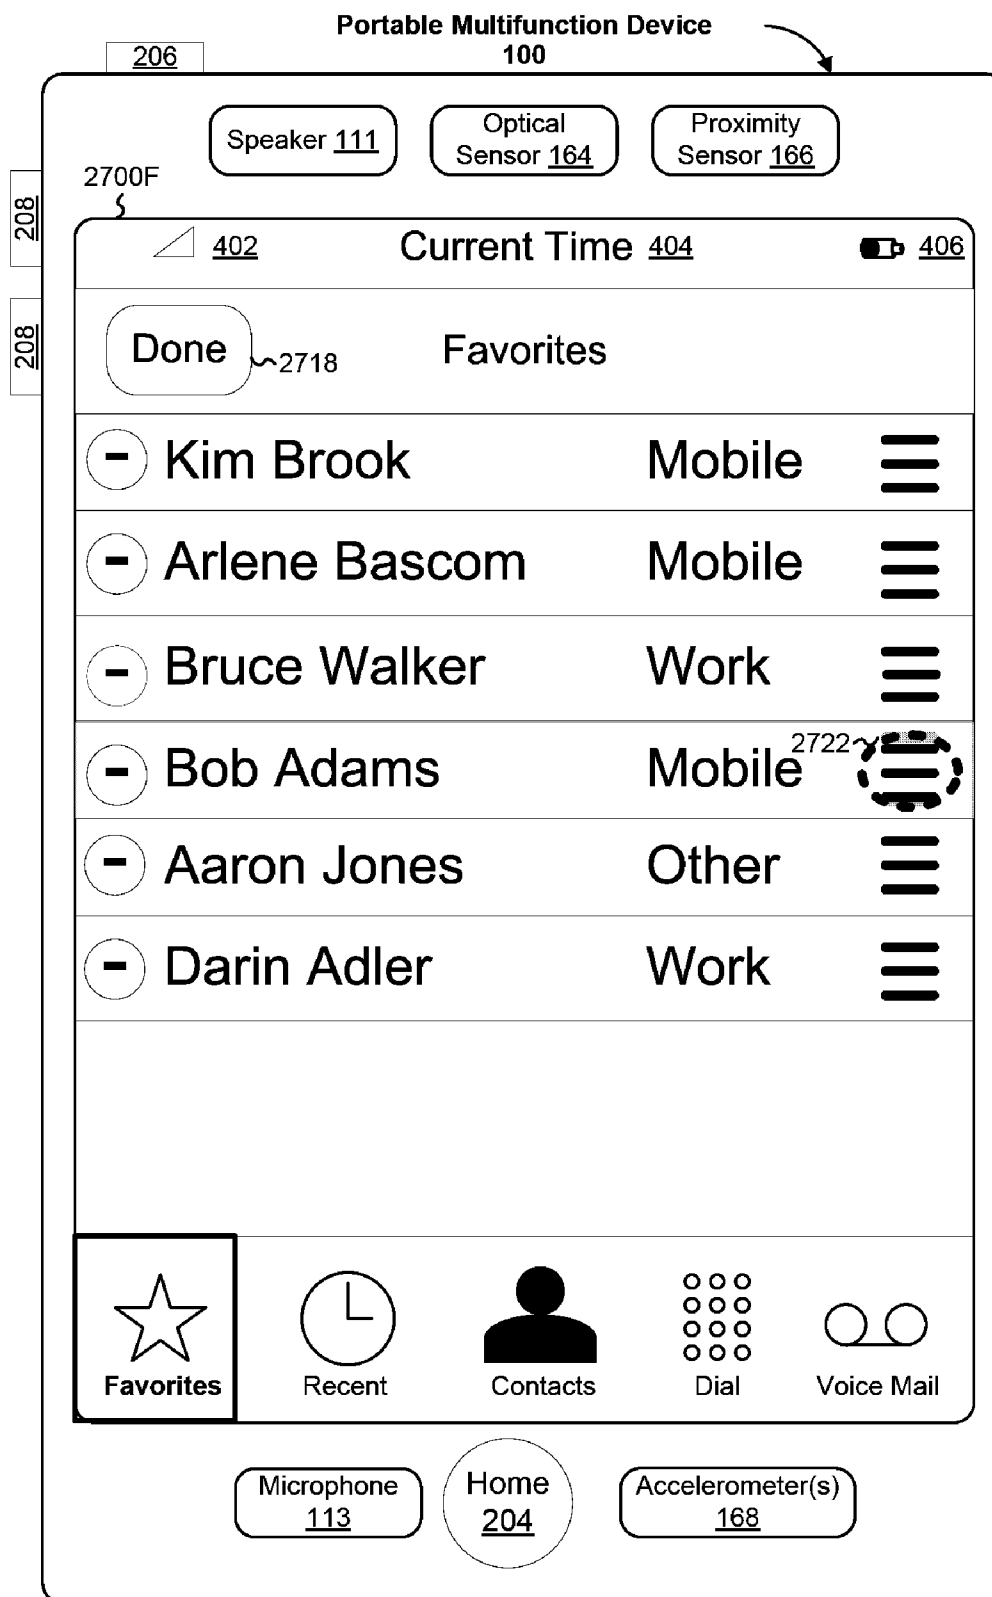 Portable Multifunction Device
100
206
Speaker 111
Optical
Sensor 164
Proximity
Sensor 166
2700F
208
208
402
Current Time 404
406
Done
2718
Favorites
- Kim Brook Mobile
- Arlene Bascom Mobile
- Bruce Walker Work
- Bob Adams Mobile
2722
- Aaron Jones Other
- Darin Adler Work
Favorites
Recent
Contacts
Dial
Voice Mail
Microphone
113
Home
204
Accelerometer(s)
168